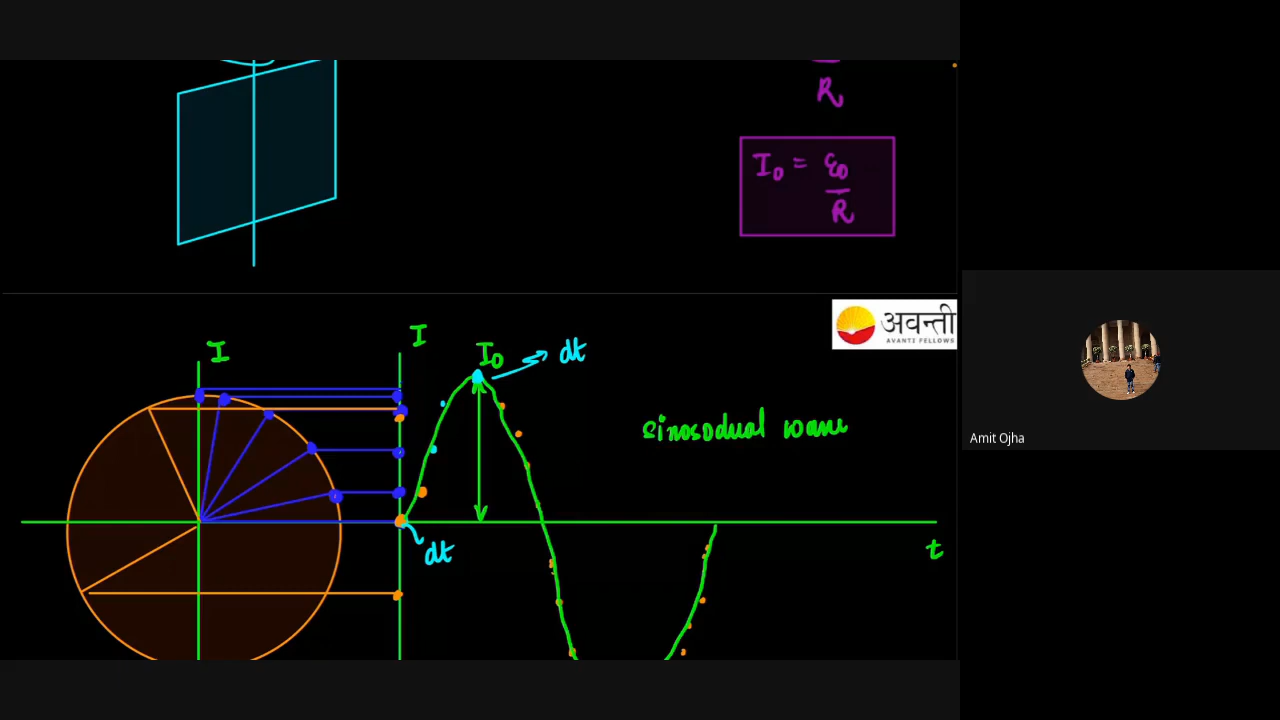 R
I₀ = ε₀
R
अवन्ती
AVANTI FELLOWS
I
I
I₀
dt
sinosodual wave
Amit Ojha
dt
t